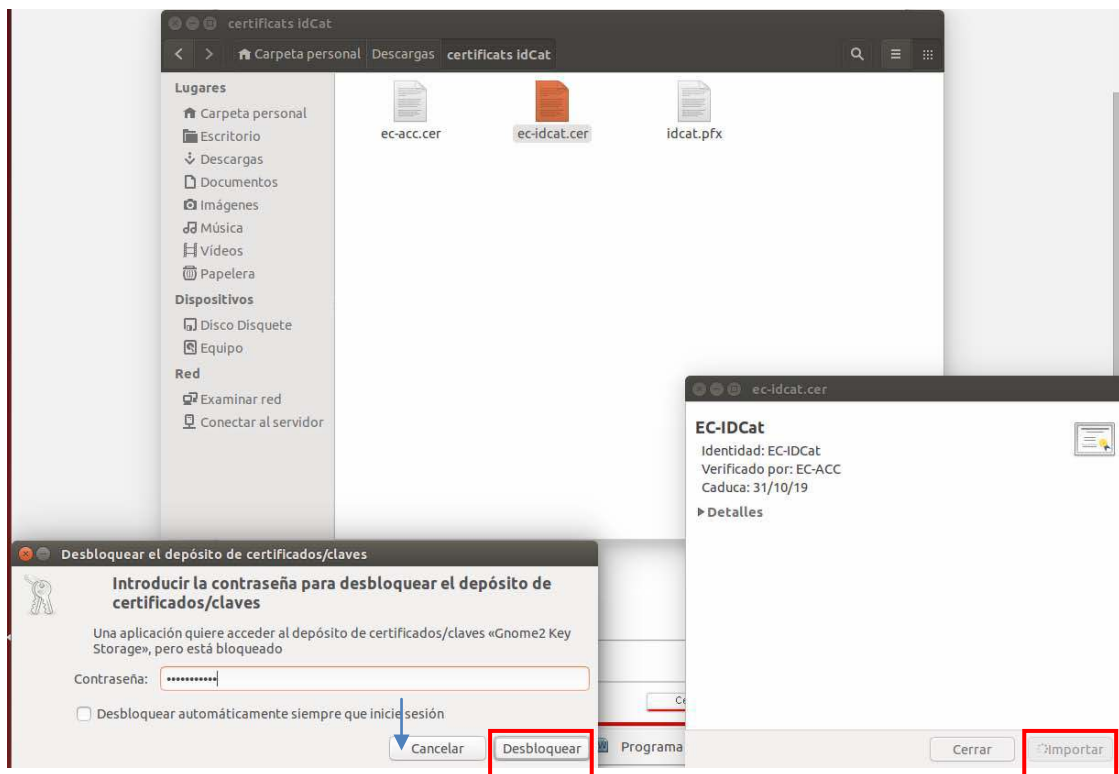 certificats idCat
Carpeta personal Descargas certificats idCat
Lugares
Carpeta personal
Escritorio
Descargas
Documentos
Imágenes
Música
Vídeos
Papelera
Dispositivos
Disco Disquete
Equipo
Red
Examinar red
Conectar al servidor
ec-acc.cer
ec-idcat.cer
idcat.pfx
ec-idcat.cer
EC-IDCat
Identidad: EC-IDCat
Verificado por: EC-ACC
Caduca: 31/10/19
Detalles
Cerrar
Importar
Desbloquear el depósito de certificados/claves
Introducir la contraseña para desbloquear el depósito de
certificados/claves
Una aplicación quiere acceder al depósito de certificados/claves «Gnome2 Key
Storage», pero está bloqueado
Contraseña: •••••••••••
Desbloquear automáticamente siempre que inicie sesión
Cancelar
Desbloquear
Programa